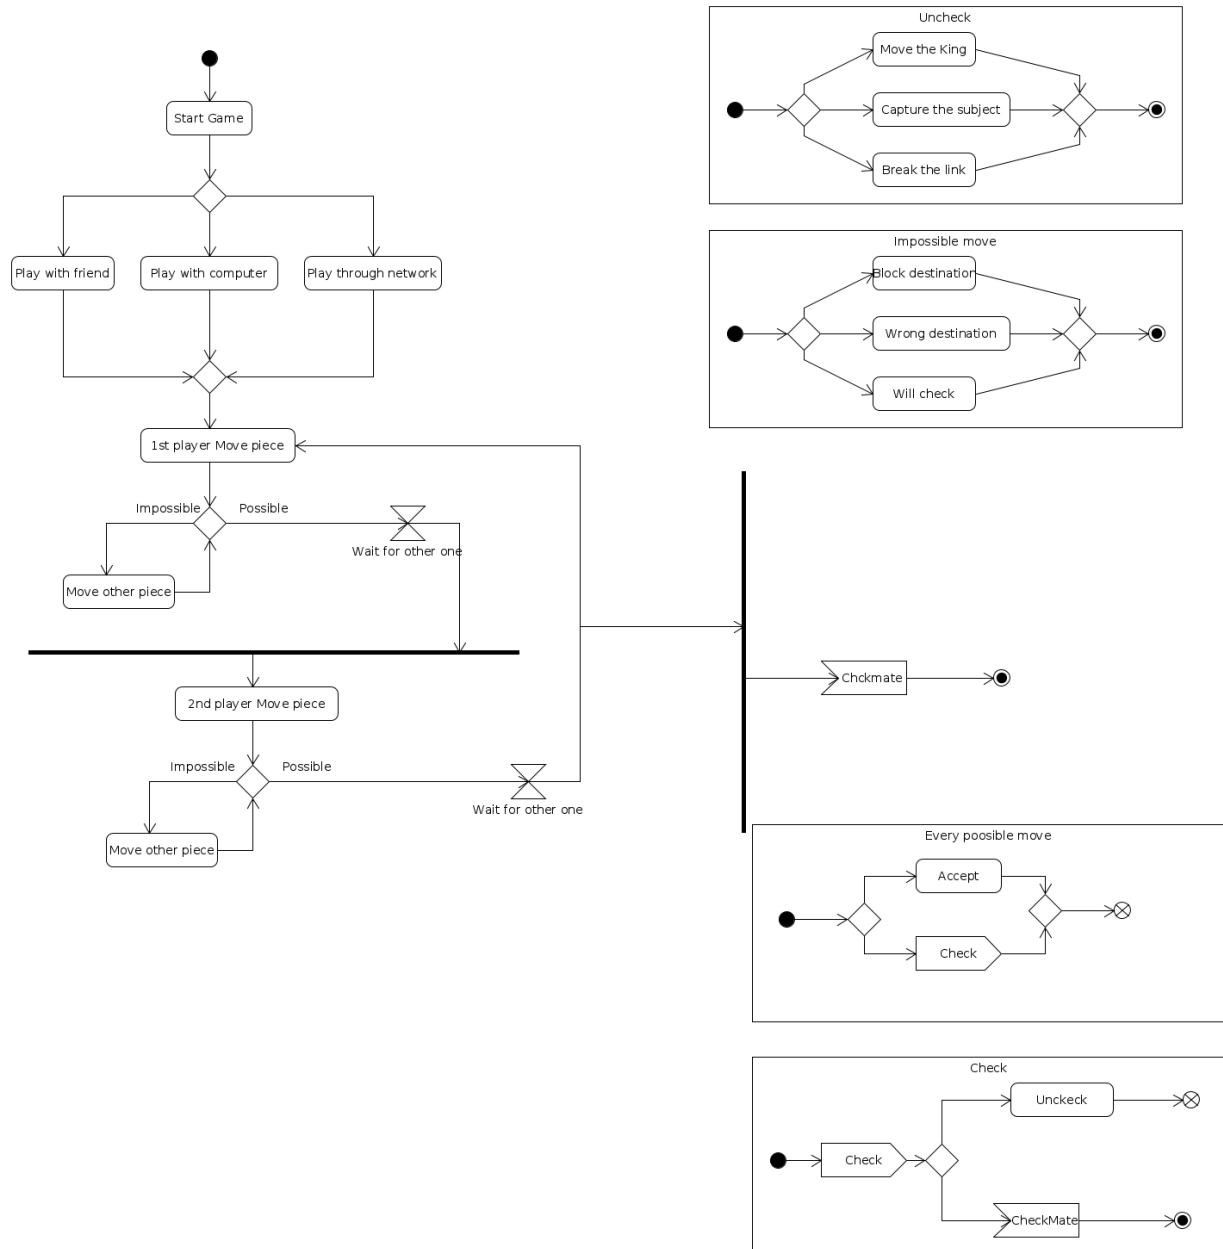 Uncheck
Move the King
Capture the subject
Break the link
Start Game
Play with friend
Play with computer
Play through network
Impossible move
Block destination
Wrong destination
Will check
1st player Move piece
Impossible
Possible
Wait for other one
Move other piece
2nd player Move piece
Impossible
Possible
Wait for other one
Move other piece
Chckmate
Every poosible move
Accept
Check
Check
Unckeck
Check
CheckMate